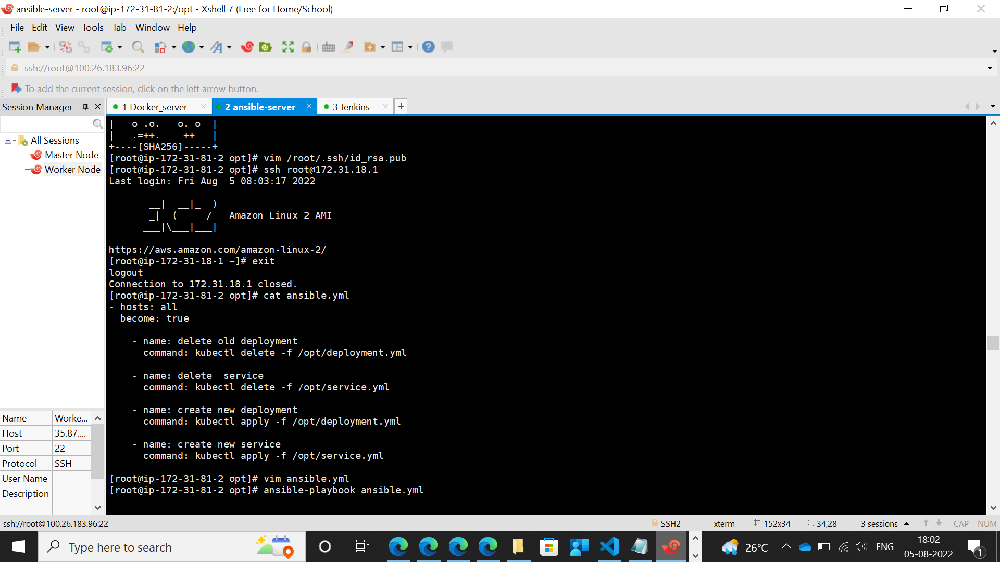 ansible-server - root@ip-172-31-81-2:/opt - Xshell 7 (Free for Home/School)
File Edit View Tools Tab Window Help
ssh://root@100.26.183.96:22
To add the current session, click on the left arrow button.
Session Manager
1 Docker_server
2 ansible-server
3 Jenkins
All Sessions
Master Node
Worker Node
|   o .o.   o. o  |
|   .=++.    ++   |
+----[SHA256]-----+
[root@ip-172-31-81-2 opt]# vim /root/.ssh/id_rsa.pub
[root@ip-172-31-81-2 opt]# ssh root@172.31.18.1
Last login: Fri Aug  5 08:03:17 2022
       __|  __|_  )
       _|  (     /   Amazon Linux 2 AMI
      ___|\___|___|
https://aws.amazon.com/amazon-linux-2/
[root@ip-172-31-18-1 ~]# exit
logout
Connection to 172.31.18.1 closed.
[root@ip-172-31-81-2 opt]# cat ansible.yml
- hosts: all
  become: true
    - name: delete old deployment
      command: kubectl delete -f /opt/deployment.yml
    - name: delete  service
      command: kubectl delete -f /opt/service.yml
    - name: create new deployment
      command: kubectl apply -f /opt/deployment.yml
    - name: create new service
      command: kubectl apply -f /opt/service.yml
[root@ip-172-31-81-2 opt]# vim ansible.yml
[root@ip-172-31-81-2 opt]# ansible-playbook ansible.yml
Name Worke...
Host 35.87....
Port 22
Protocol SSH
User Name
Description
ssh://root@100.26.183.96:22
SSH2 xterm 152x34 34,28 3 sessions CAP NUM
Type here to search
26°C
ENG
18:02
05-08-2022
1